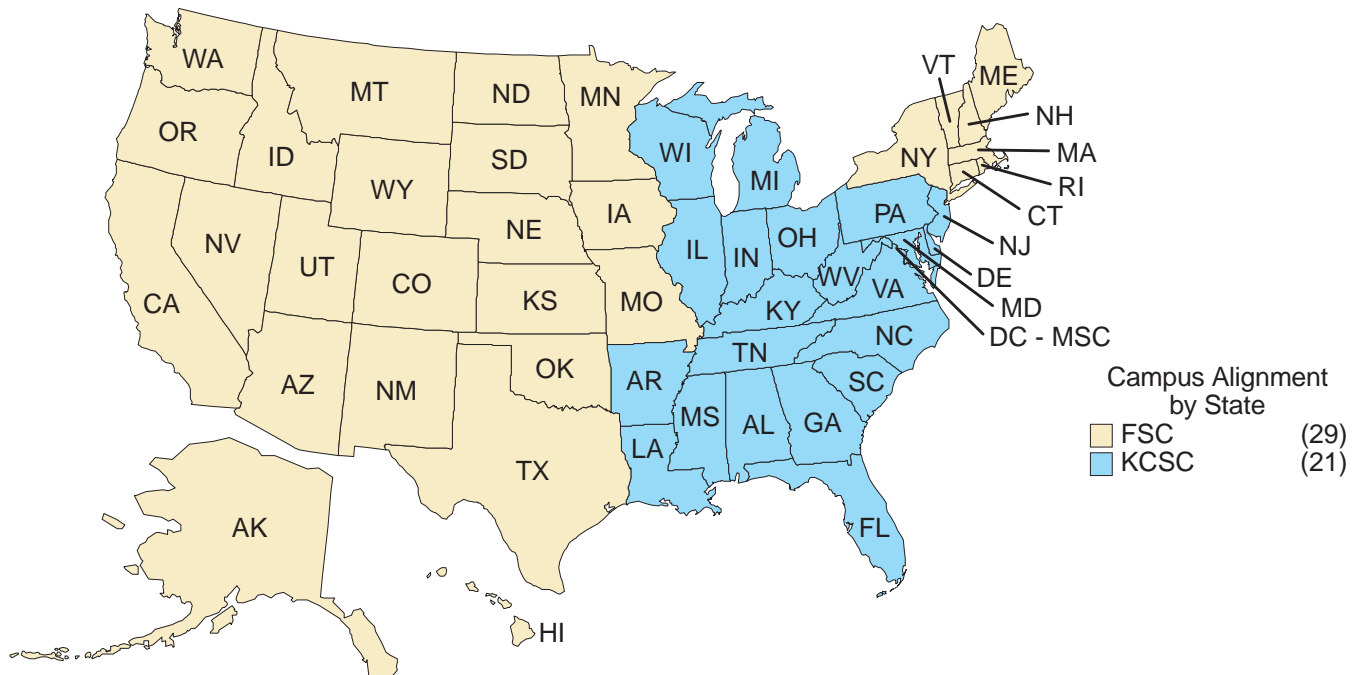 WA
MT
ND
MN
VT
ME
OR
ID
SD
WI
NH
WY
MI
NY
MA
RI
IA
CT
NV
NE
PA
NJ
UT
CO
IL
IN
OH
DE
CA
KS
MO
WV
VA
MD
KY
DC - MSC
AZ
NM
OK
TN
NC
AR
SC
MS
AL
GA
LA
TX
FL
AK
HI
Campus Alignment
by State
FSC (29)
KCSC (21)